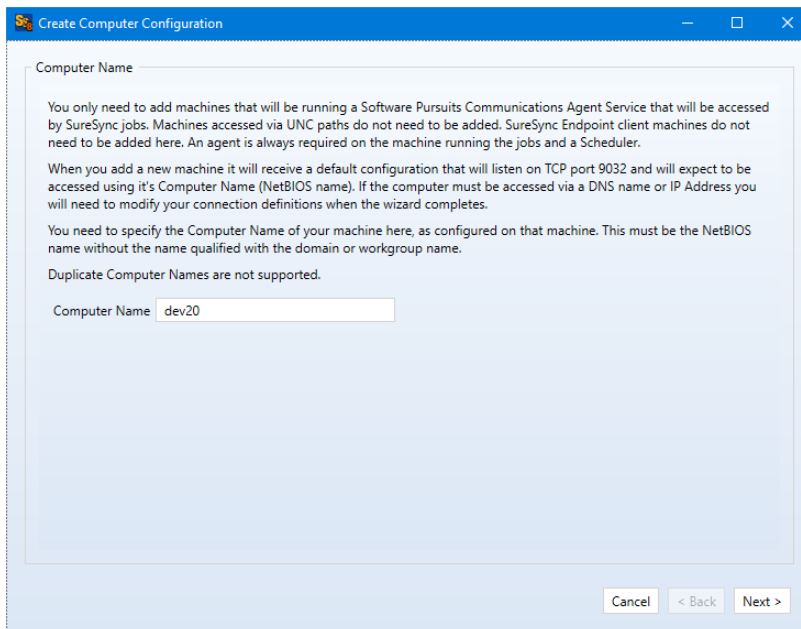 Create Computer Configuration
Computer Name
You only need to add machines that will be running a Software Pursuits Communications Agent Service that will be accessed
by SureSync jobs. Machines accessed via UNC paths do not need to be added. SureSync Endpoint client machines do not
need to be added here. An agent is always required on the machine running the jobs and a Scheduler.
When you add a new machine it will receive a default configuration that will listen on TCP port 9032 and will expect to be
accessed using it's Computer Name (NetBIOS name). If the computer must be accessed via a DNS name or IP Address you
will need to modify your connection definitions when the wizard completes.
You need to specify the Computer Name of your machine here, as configured on that machine. This must be the NetBIOS
name without the name qualified with the domain or workgroup name.
Duplicate Computer Names are not supported.
Computer Name dev20
Cancel < Back Next >